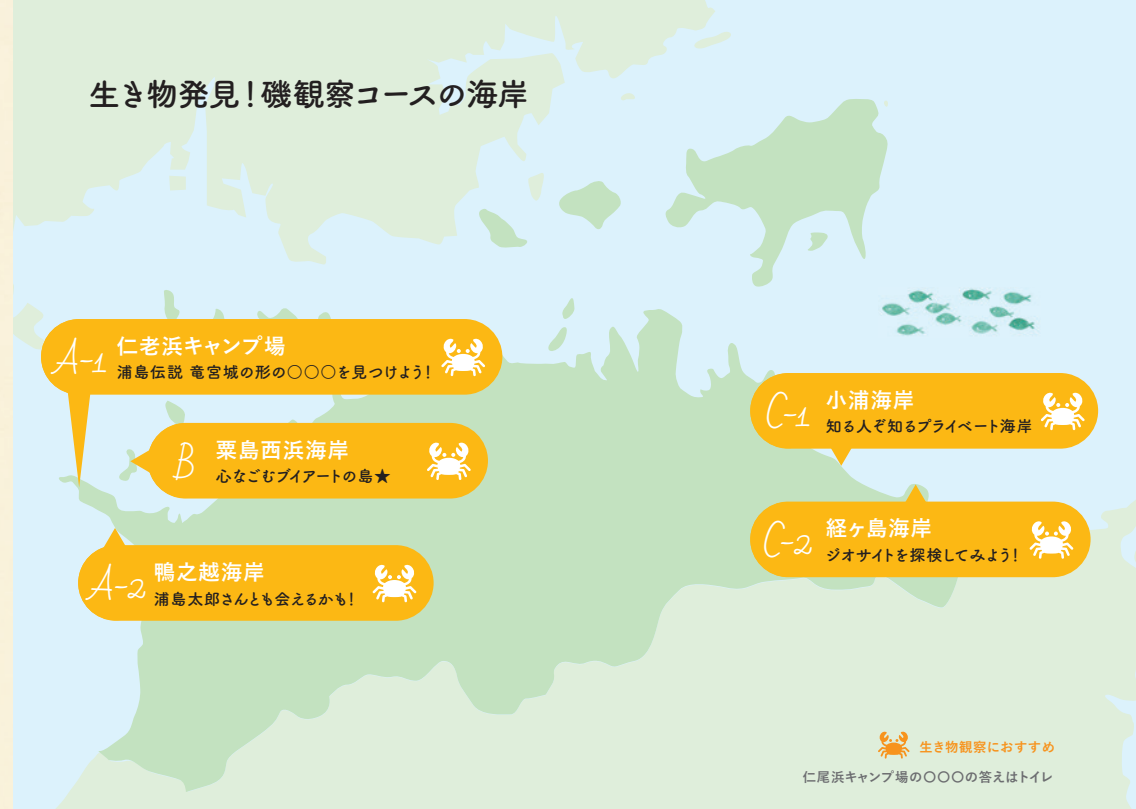 生き物発見！磯観察コースの海岸
A-1
仁老浜キャンプ場
浦島伝説 竜宮城の形の〇〇〇を見つけよう！
B
粟島西浜海岸
心なごむブイアートの島★
A-2
鴨之越海岸
浦島太郎さんとも会えるかも！
C-1
小浦海岸
知る人ぞ知るプライベート海岸
C-2
経ヶ島海岸
ジオサイトを探検してみよう！
生き物観察におすすめ
仁尾浜キャンプ場の〇〇〇の答えはトイレ